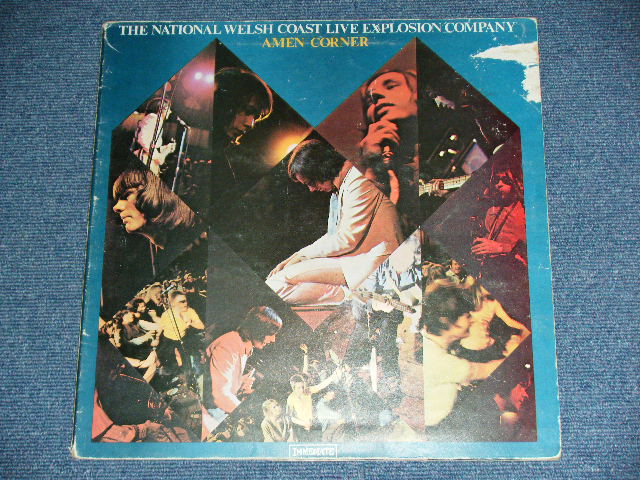 THE NATIONAL WELSH COAST LIVE EXPLOSION COMPANY
AMEN CORNER
IMMEDIATE